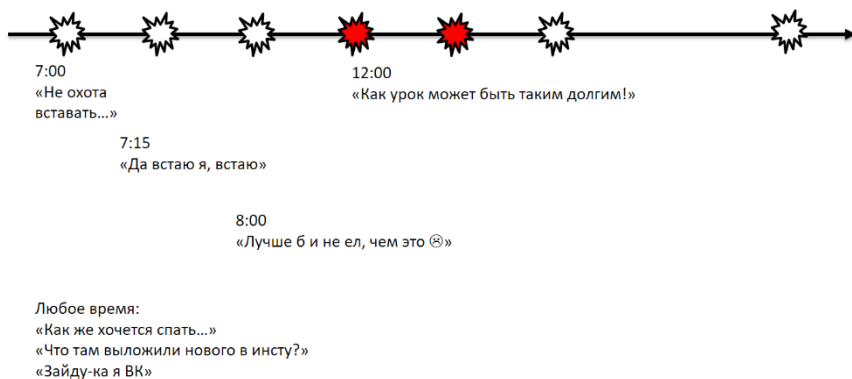 7:00
«Не охота
вставать…»
12:00
«Как урок может быть таким долгим!»
7:15
«Да встаю я, встаю»
8:00
«Лучше б и не ел, чем это ☹»
Любое время:
«Как же хочется спать…»
«Что там выложили нового в инсту?»
«Зайду-ка я ВК»